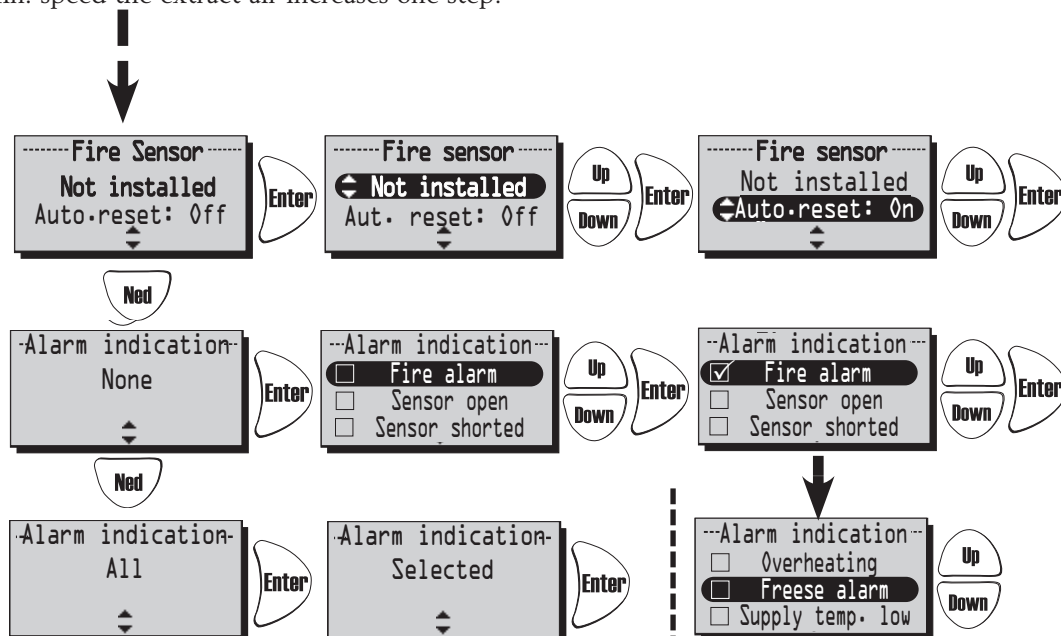 speed the extract air increases one step.
Fire Sensor
Not installed
Auto.reset: Off
Enter
Fire sensor
Not installed
Aut. reset: Off
Up
Down
Enter
Fire sensor
Not installed
Auto.reset: On
Up
Down
Enter
Ned
Alarm indication
None
Enter
Alarm indication
Fire alarm
Sensor open
Sensor shorted
Up
Down
Enter
Alarm indication
Fire alarm
Sensor open
Sensor shorted
Up
Down
Enter
Ned
Alarm indication
All
Enter
Alarm indication
Selected
Enter
Alarm indication
Overheating
Freese alarm
Supply temp. low
Up
Down